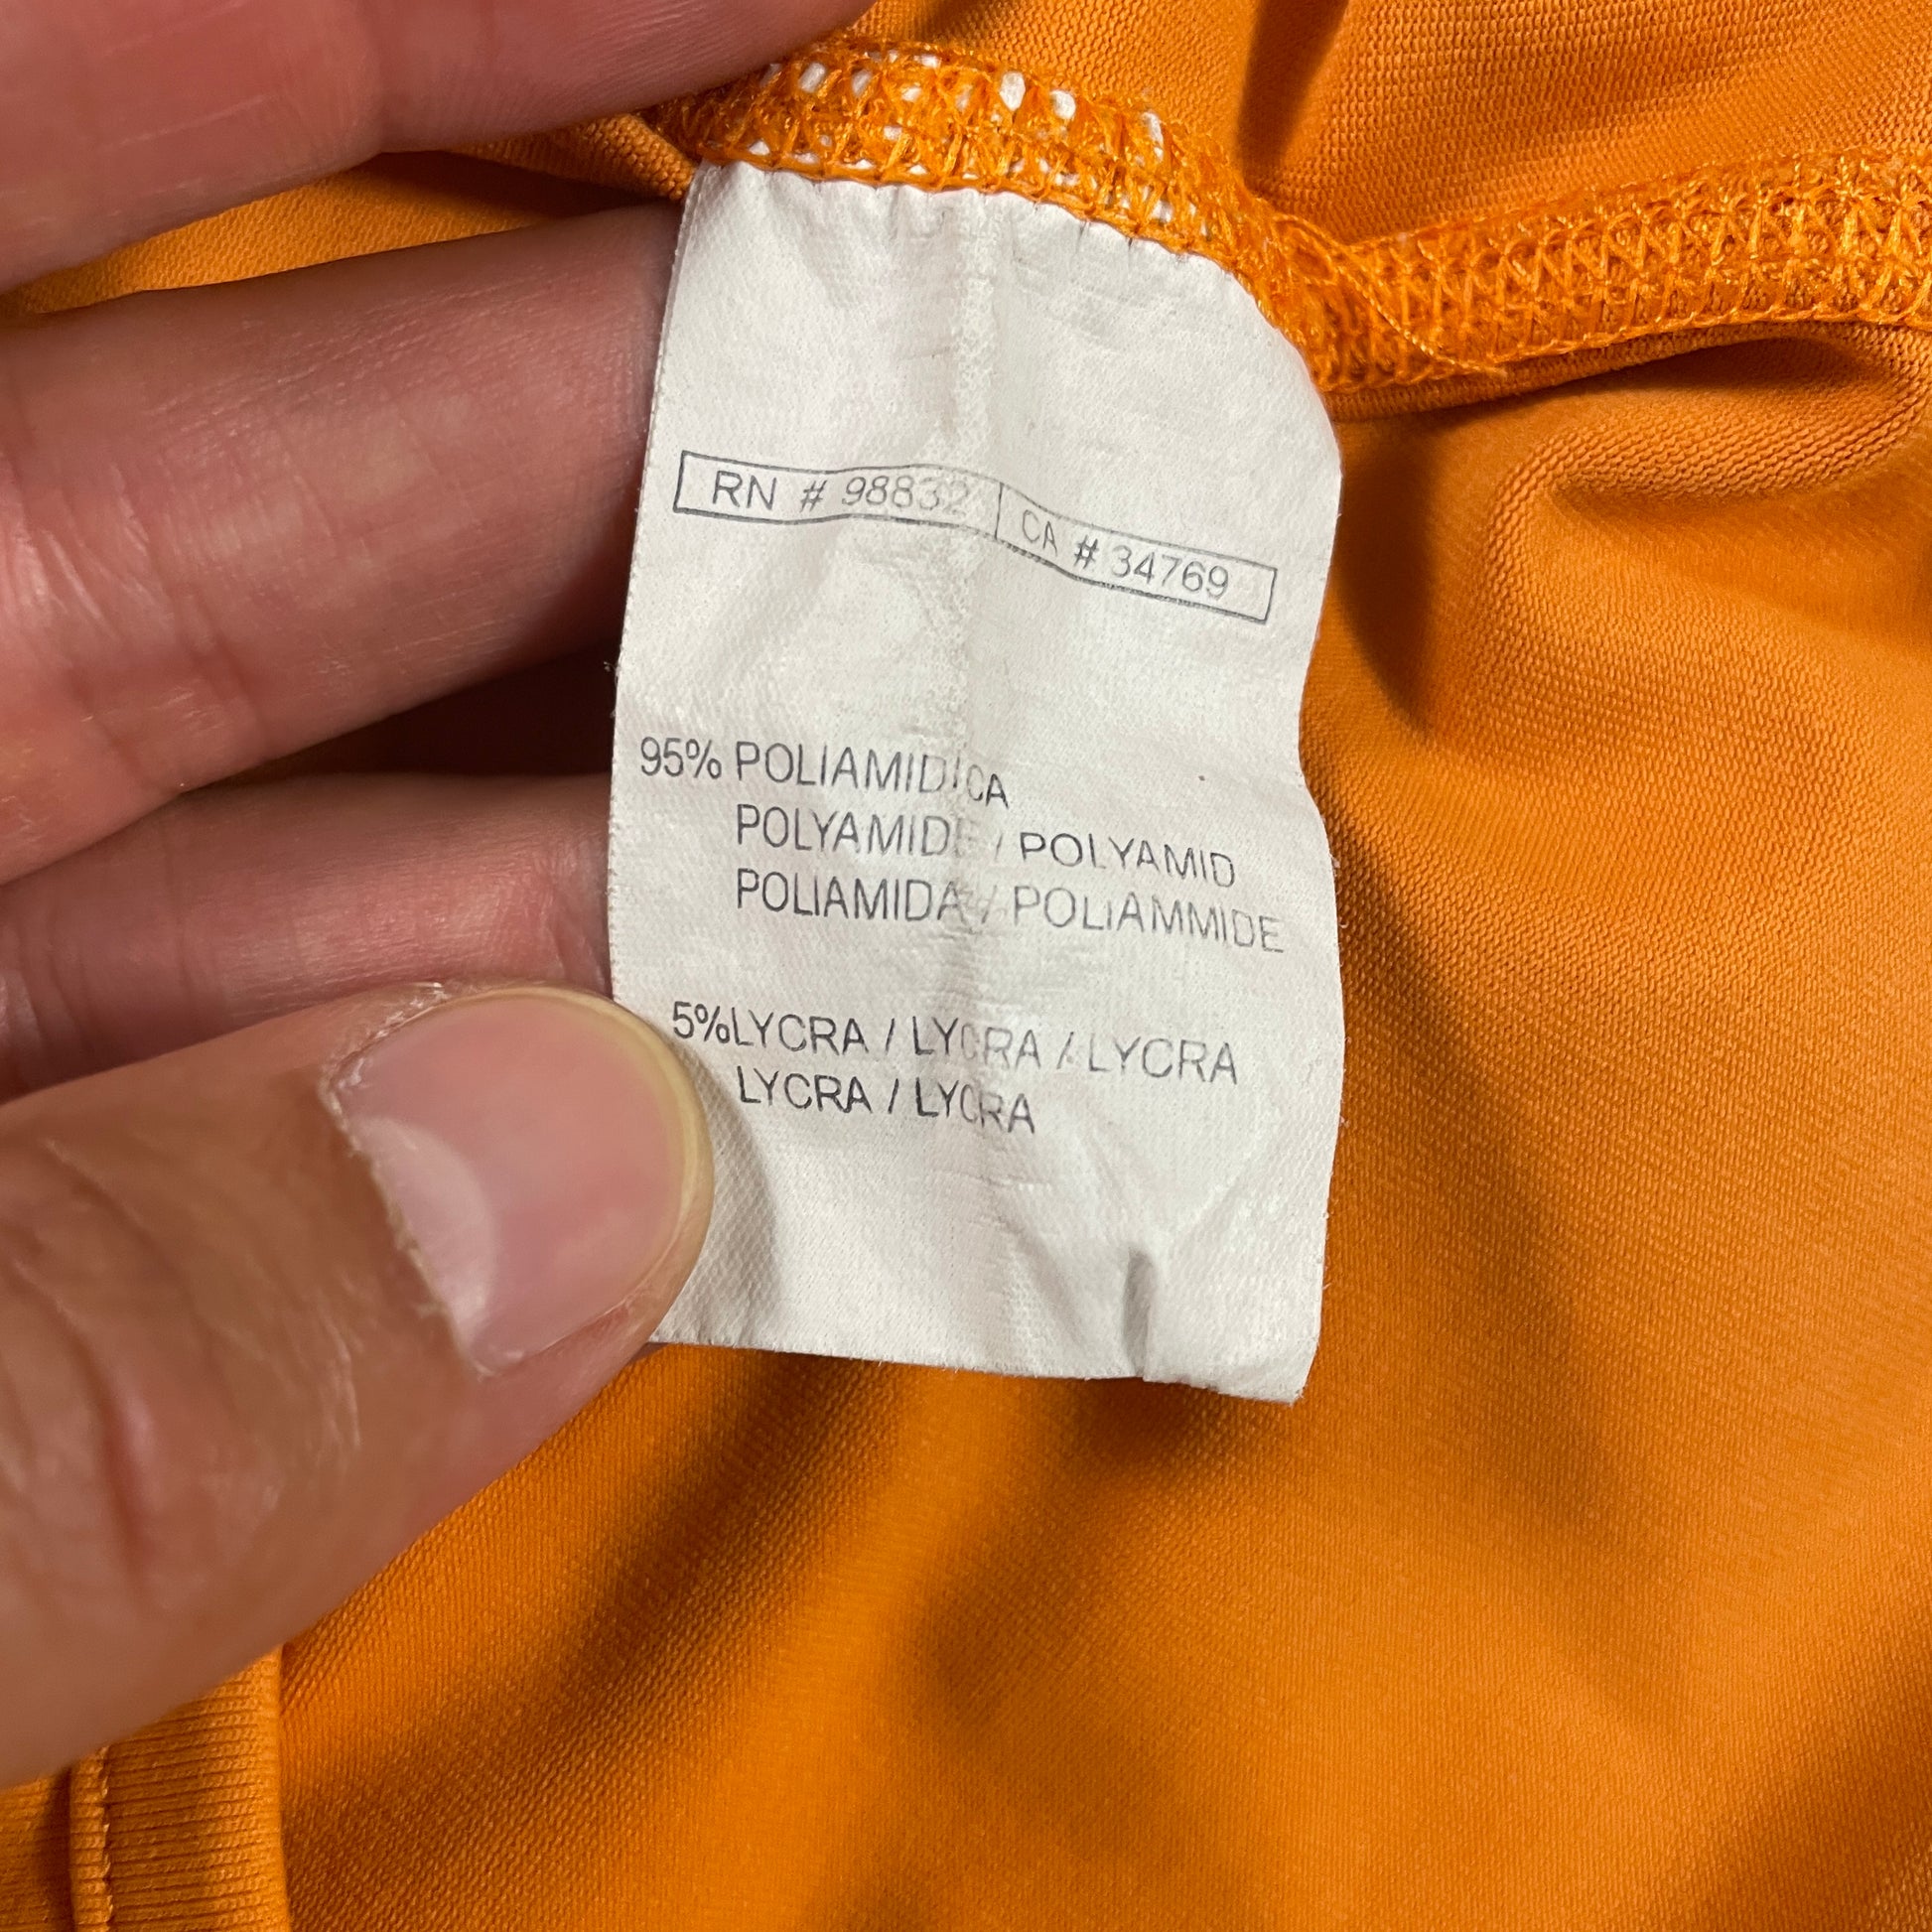 RN # 98832 CA # 34769
95% POLIAMIDICA
POLYAMIDE / POLYAMID
POLIAMIDA / POLIAMMIDE
5%LYCRA / LYCRA / LYCRA
LYCRA / LYCRA